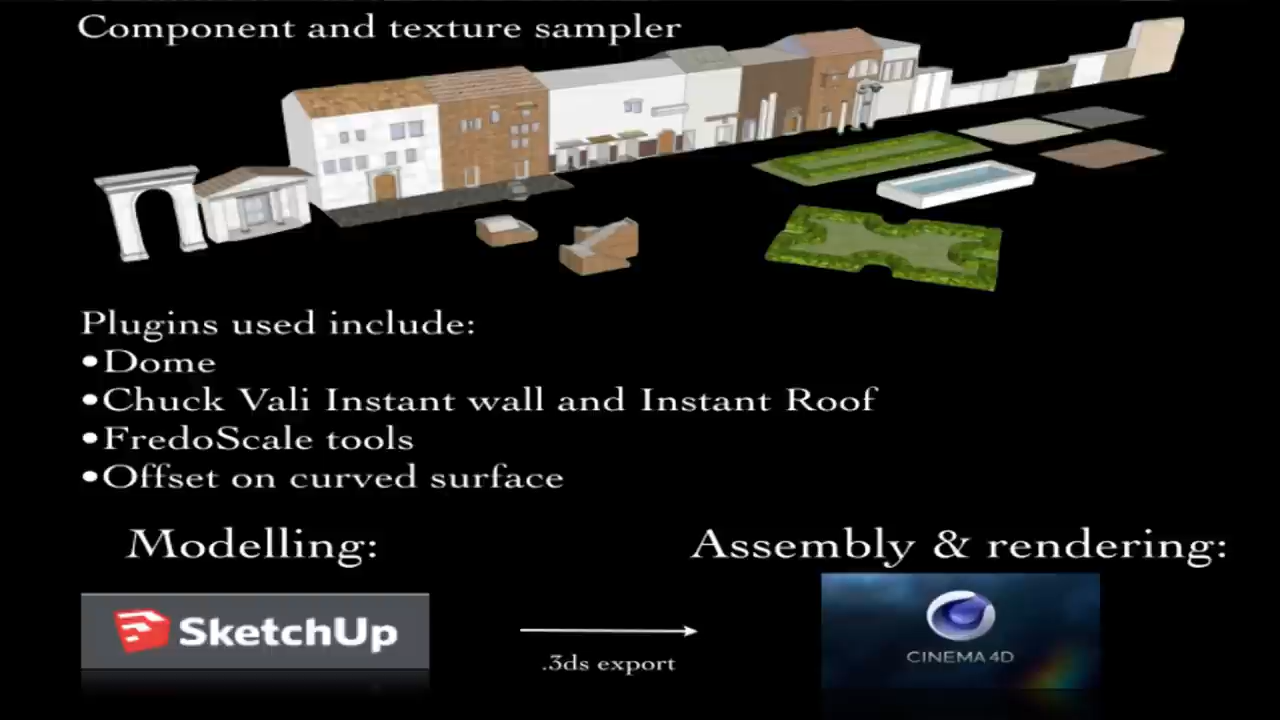 Component and texture sampler
Plugins used include:
•Dome
•Chuck Vali Instant wall and Instant Roof
•FredoScale tools
•Offset on curved surface
Modelling:
Assembly & rendering:
SketchUp
.3ds export
CINEMA 4D